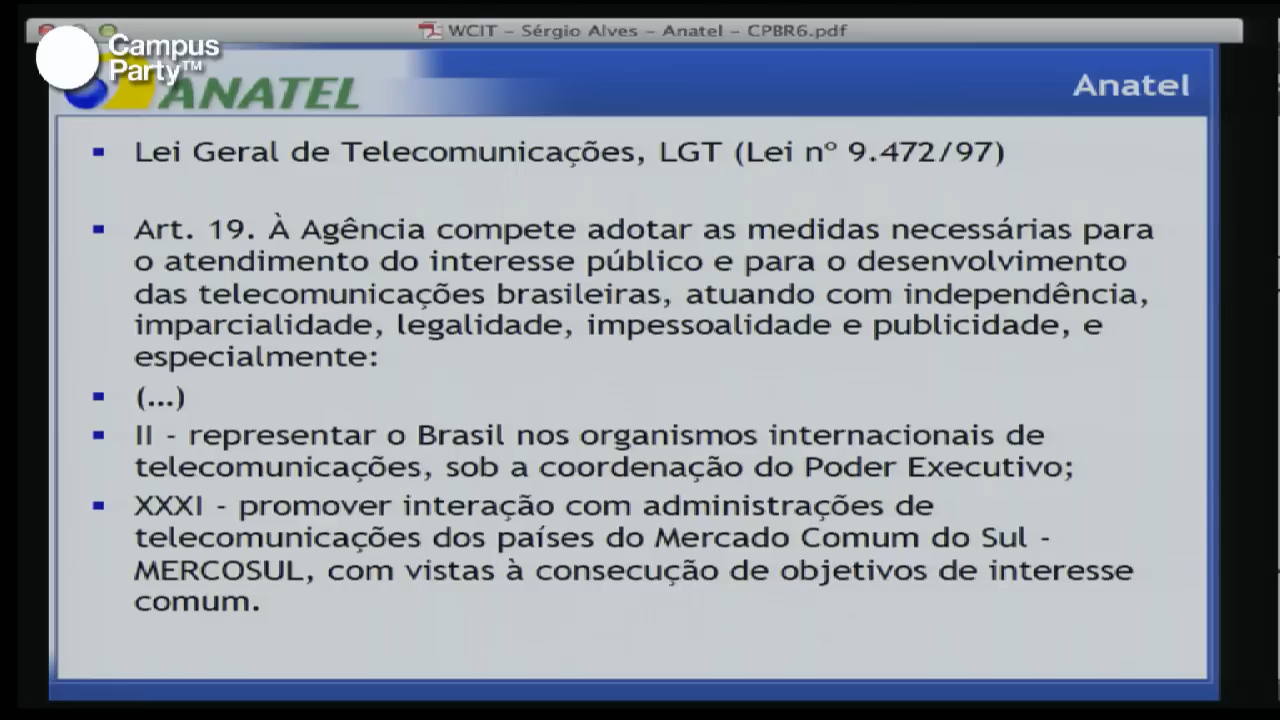 WCIT – Sérgio Alves – Anatel – CPBR6.pdf
Campus
Party™
ANATEL
Anatel
Lei Geral de Telecomunicações, LGT (Lei nº 9.472/97)
Art. 19. À Agência compete adotar as medidas necessárias para
o atendimento do interesse público e para o desenvolvimento
das telecomunicações brasileiras, atuando com independência,
imparcialidade, legalidade, impessoalidade e publicidade, e
especialmente:
(...)
II - representar o Brasil nos organismos internacionais de
telecomunicações, sob a coordenação do Poder Executivo;
XXXI - promover interação com administrações de
telecomunicações dos países do Mercado Comum do Sul -
MERCOSUL, com vistas à consecução de objetivos de interesse
comum.